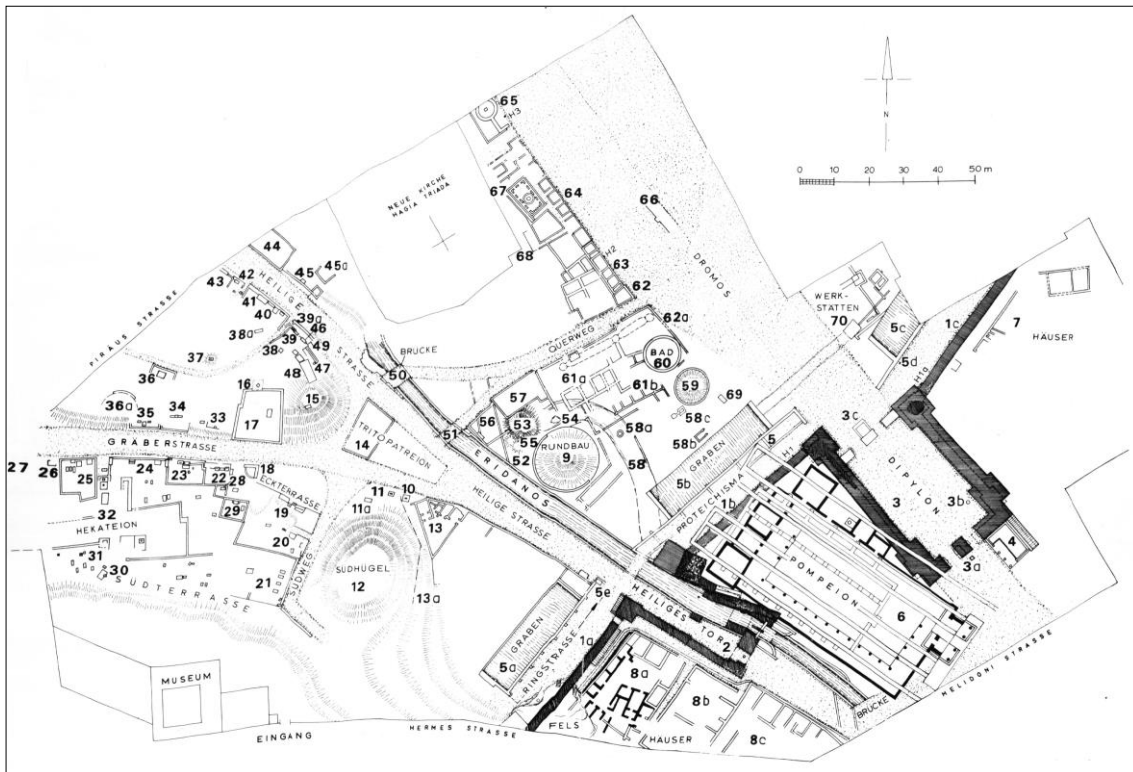 65
H3
N
0 10 20 30 40 50 m
NEUE KIRCHE
HAGIA TRIADA
67
64
66
68
DROMOS
H2
63
62
44
45
45a
42
43
HEILIGE STRASSE
41
40
39a
46
38a
39
49
38
47
48
37
PIRÄUS STRASSE
BRÜCKE
50
QUERWEG
62a
BAD
60
WERK-
STÄTTEN
70
5c
1c
7
HÄUSER
5d
H1a
36
36a
35
34
33
16
17
15
61a
61b
59
69
57
56
53
54
55
52
51
58a
58c
58b
58
RUNDBAU
9
GRABEN
5b
5
H1
3c
DIPYLON
3
3b
4
3a
GRÄBERSTRASSE
27
26
25
24
23
22
28
18
29
ECKTERRASSE
19
20
14
TRITOPATREION
ERIDANOS
HEILIGE STRASSE
PROTEICHISMA
1b
POMPEION
6
32
HEKATEION
31
30
SÜDTERRASSE
21
SÜDWEG
11
10
11a
13
SÜDHÜGEL
12
13a
GRABEN
5a
5e
RINGSTRASSE
1a
HEILIGES TOR
2
8a
8b
8c
FELS
HÄUSER
BRÜCKE
MELIDONI STRASSE
MUSEUM
EINGANG
HERMES STRASSE